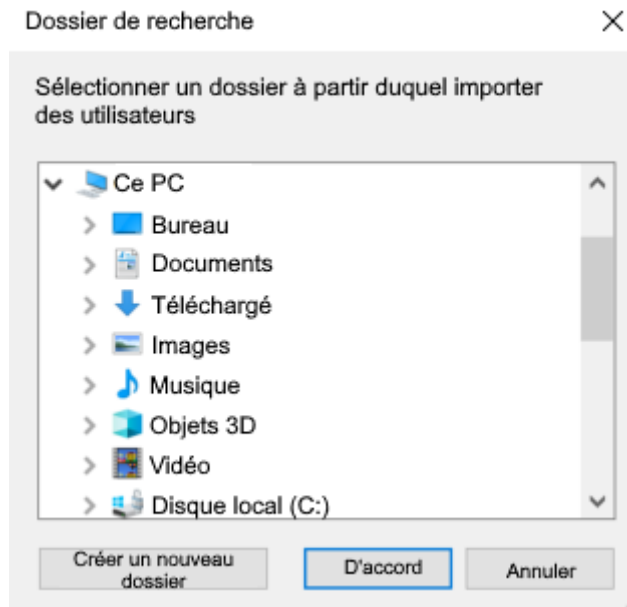 Dossier de recherche
Sélectionner un dossier à partir duquel importer
des utilisateurs
Ce PC
Bureau
Documents
Téléchargé
Images
Musique
Objets 3D
Vidéo
Disque local (C:)
Créer un nouveau
dossier
D'accord
Annuler